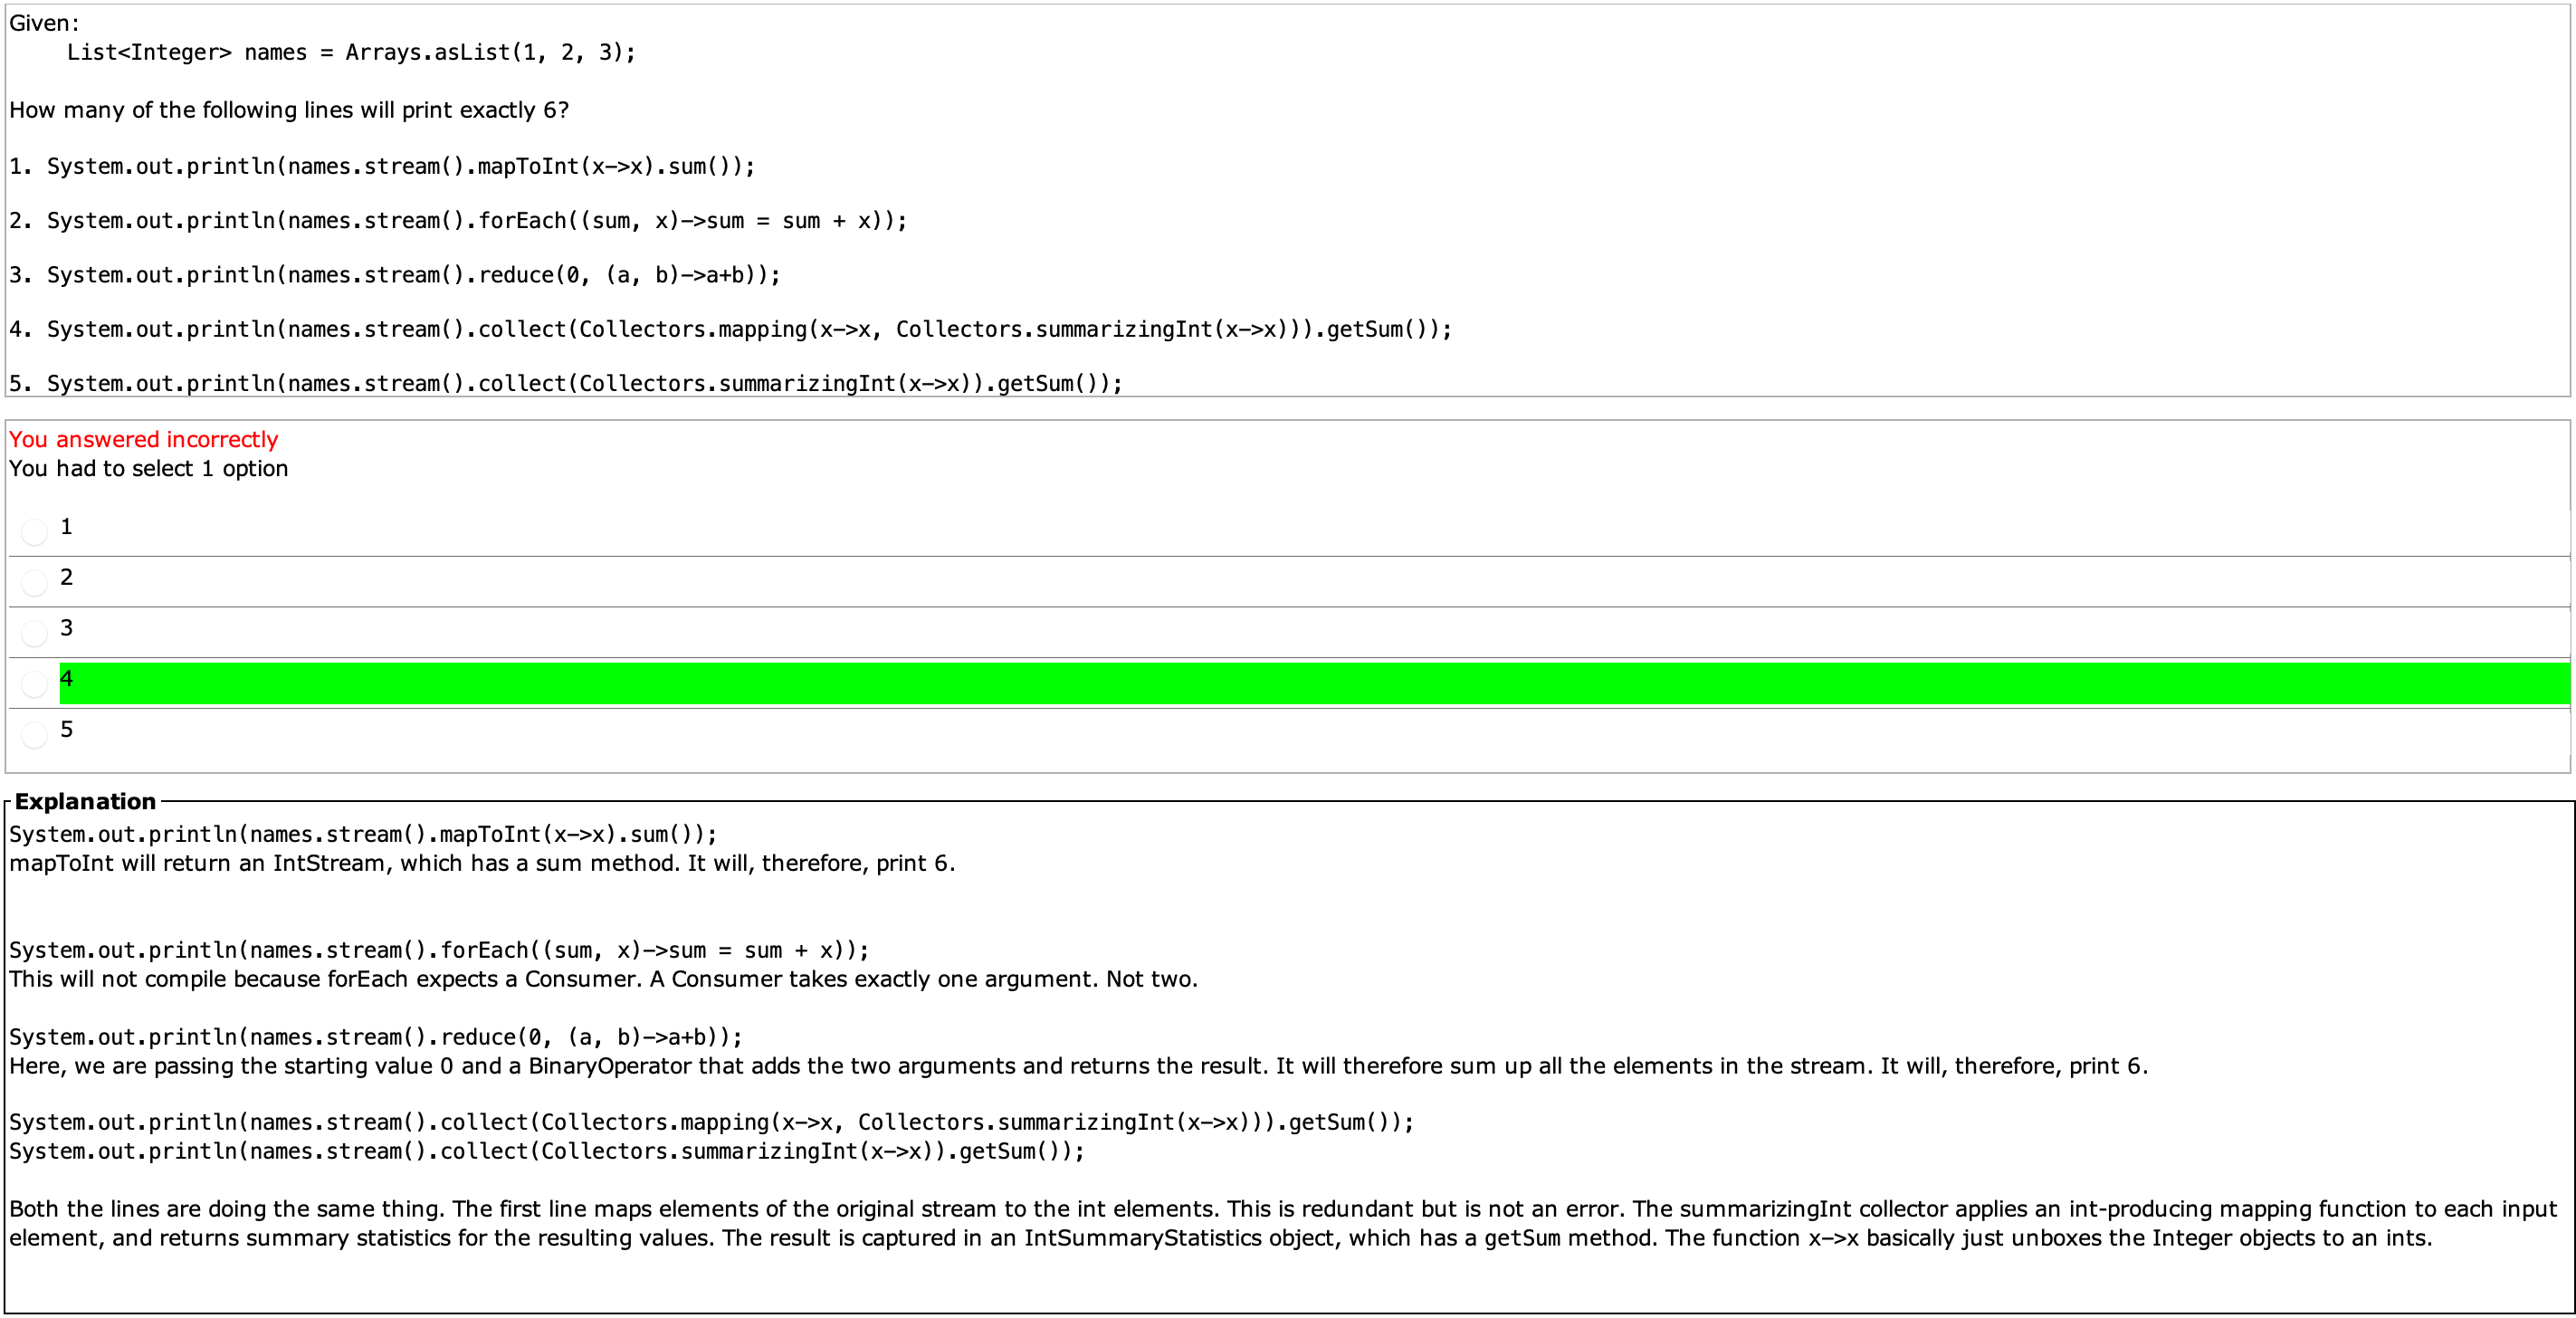 Given:
List<Integer> names = Arrays.asList(1, 2, 3);
How many of the following lines will print exactly 6?
1. System.out.println(names.stream().mapToInt(x->x).sum());
2. System.out.println(names.stream().forEach((sum, x)->sum = sum + x));
3. System.out.println(names.stream().reduce(0, (a, b)->a+b));
4. System.out.println(names.stream().collect(Collectors.mapping(x->x, Collectors.summarizingInt(x->x))).getSum());
5. System.out.println(names.stream().collect(Collectors.summarizingInt(x->x)).getSum());
You answered incorrectly
You had to select 1 option
1
2
3
4
5
Explanation
System.out.println(names.stream().mapToInt(x->x).sum());
mapToInt will return an IntStream, which has a sum method. It will, therefore, print 6.
System.out.println(names.stream().forEach((sum, x)->sum = sum + x));
This will not compile because forEach expects a Consumer. A Consumer takes exactly one argument. Not two.
System.out.println(names.stream().reduce(0, (a, b)->a+b));
Here, we are passing the starting value 0 and a BinaryOperator that adds the two arguments and returns the result. It will therefore sum up all the elements in the stream. It will, therefore, print 6.
System.out.println(names.stream().collect(Collectors.mapping(x->x, Collectors.summarizingInt(x->x))).getSum());
System.out.println(names.stream().collect(Collectors.summarizingInt(x->x)).getSum());
Both the lines are doing the same thing. The first line maps elements of the original stream to the int elements. This is redundant but is not an error. The summarizingInt collector applies an int-producing mapping function to each input
element, and returns summary statistics for the resulting values. The result is captured in an IntSummaryStatistics object, which has a getSum method. The function x->x basically just unboxes the Integer objects to an ints.